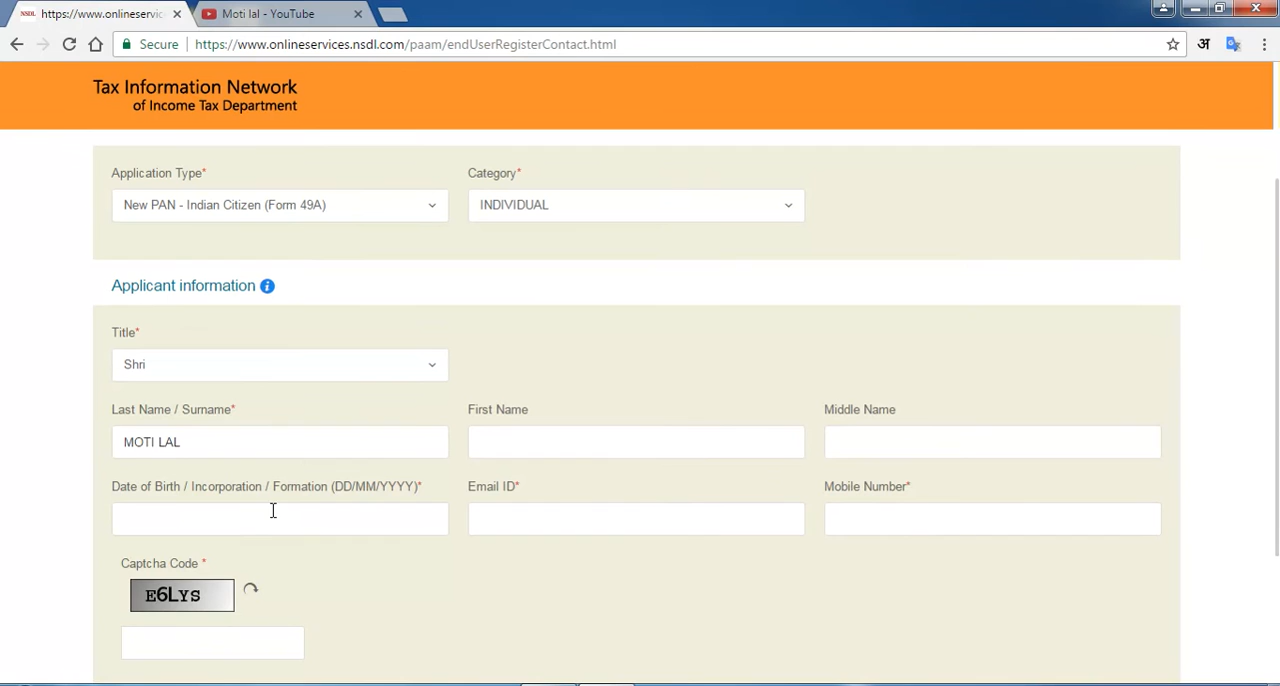 https://www.onlineservic
Moti lal - YouTube
Secure
https://www.onlineservices.nsdl.com/paam/endUserRegisterContact.html
अ
Tax Information Network
of Income Tax Department
Application Type*
Category*
New PAN - Indian Citizen (Form 49A)
INDIVIDUAL
Applicant information
Title*
Shri
Last Name / Surname*
First Name
Middle Name
MOTI LAL
Date of Birth / Incorporation / Formation (DD/MM/YYYY)*
Email ID*
Mobile Number*
Captcha Code *
E6LYS